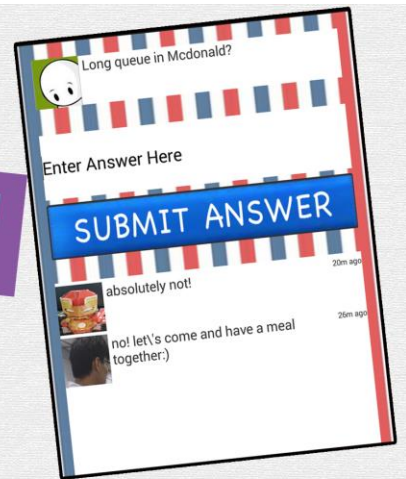 Long queue in Mcdonald?
Enter Answer Here
SUBMIT ANSWER
20m ago
absolutely not!
26m ago
no! let\'s come and have a meal
together:)